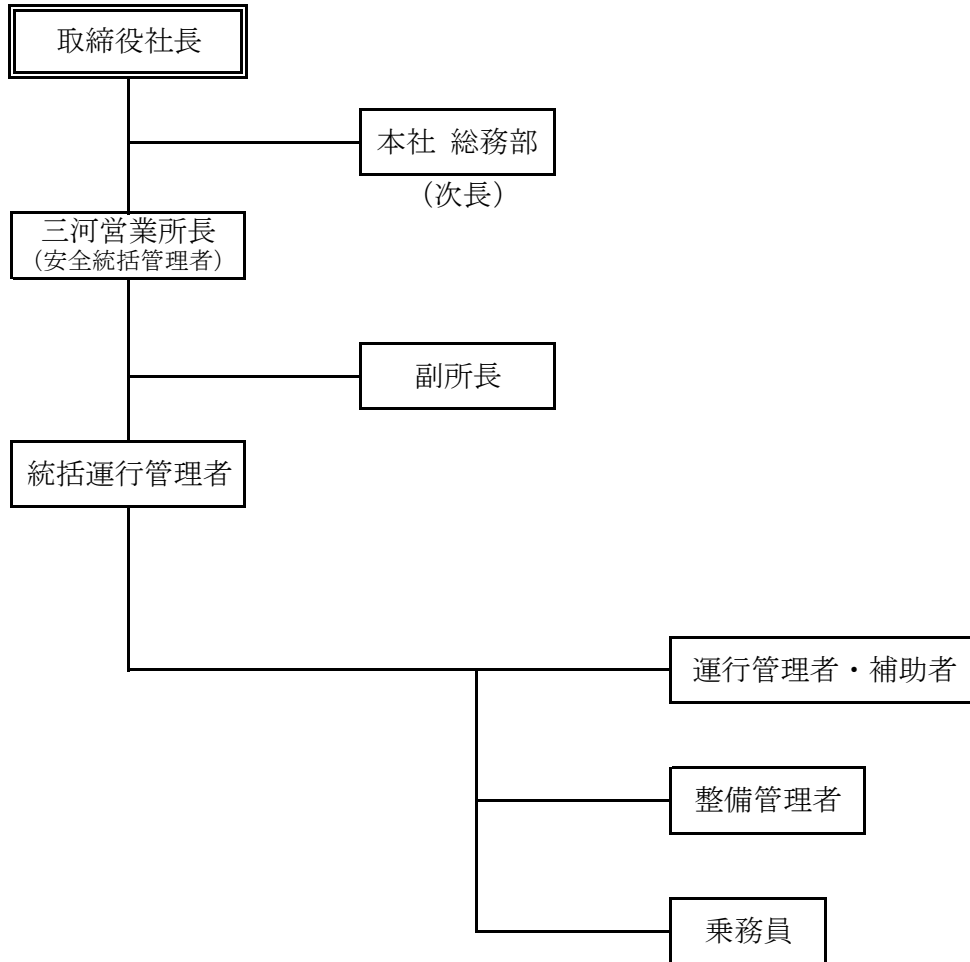 取締役社長
本社 総務部
（次長）
三河営業所長
（安全統括管理者）
副所長
統括運行管理者
運行管理者・補助者
整備管理者
乗務員